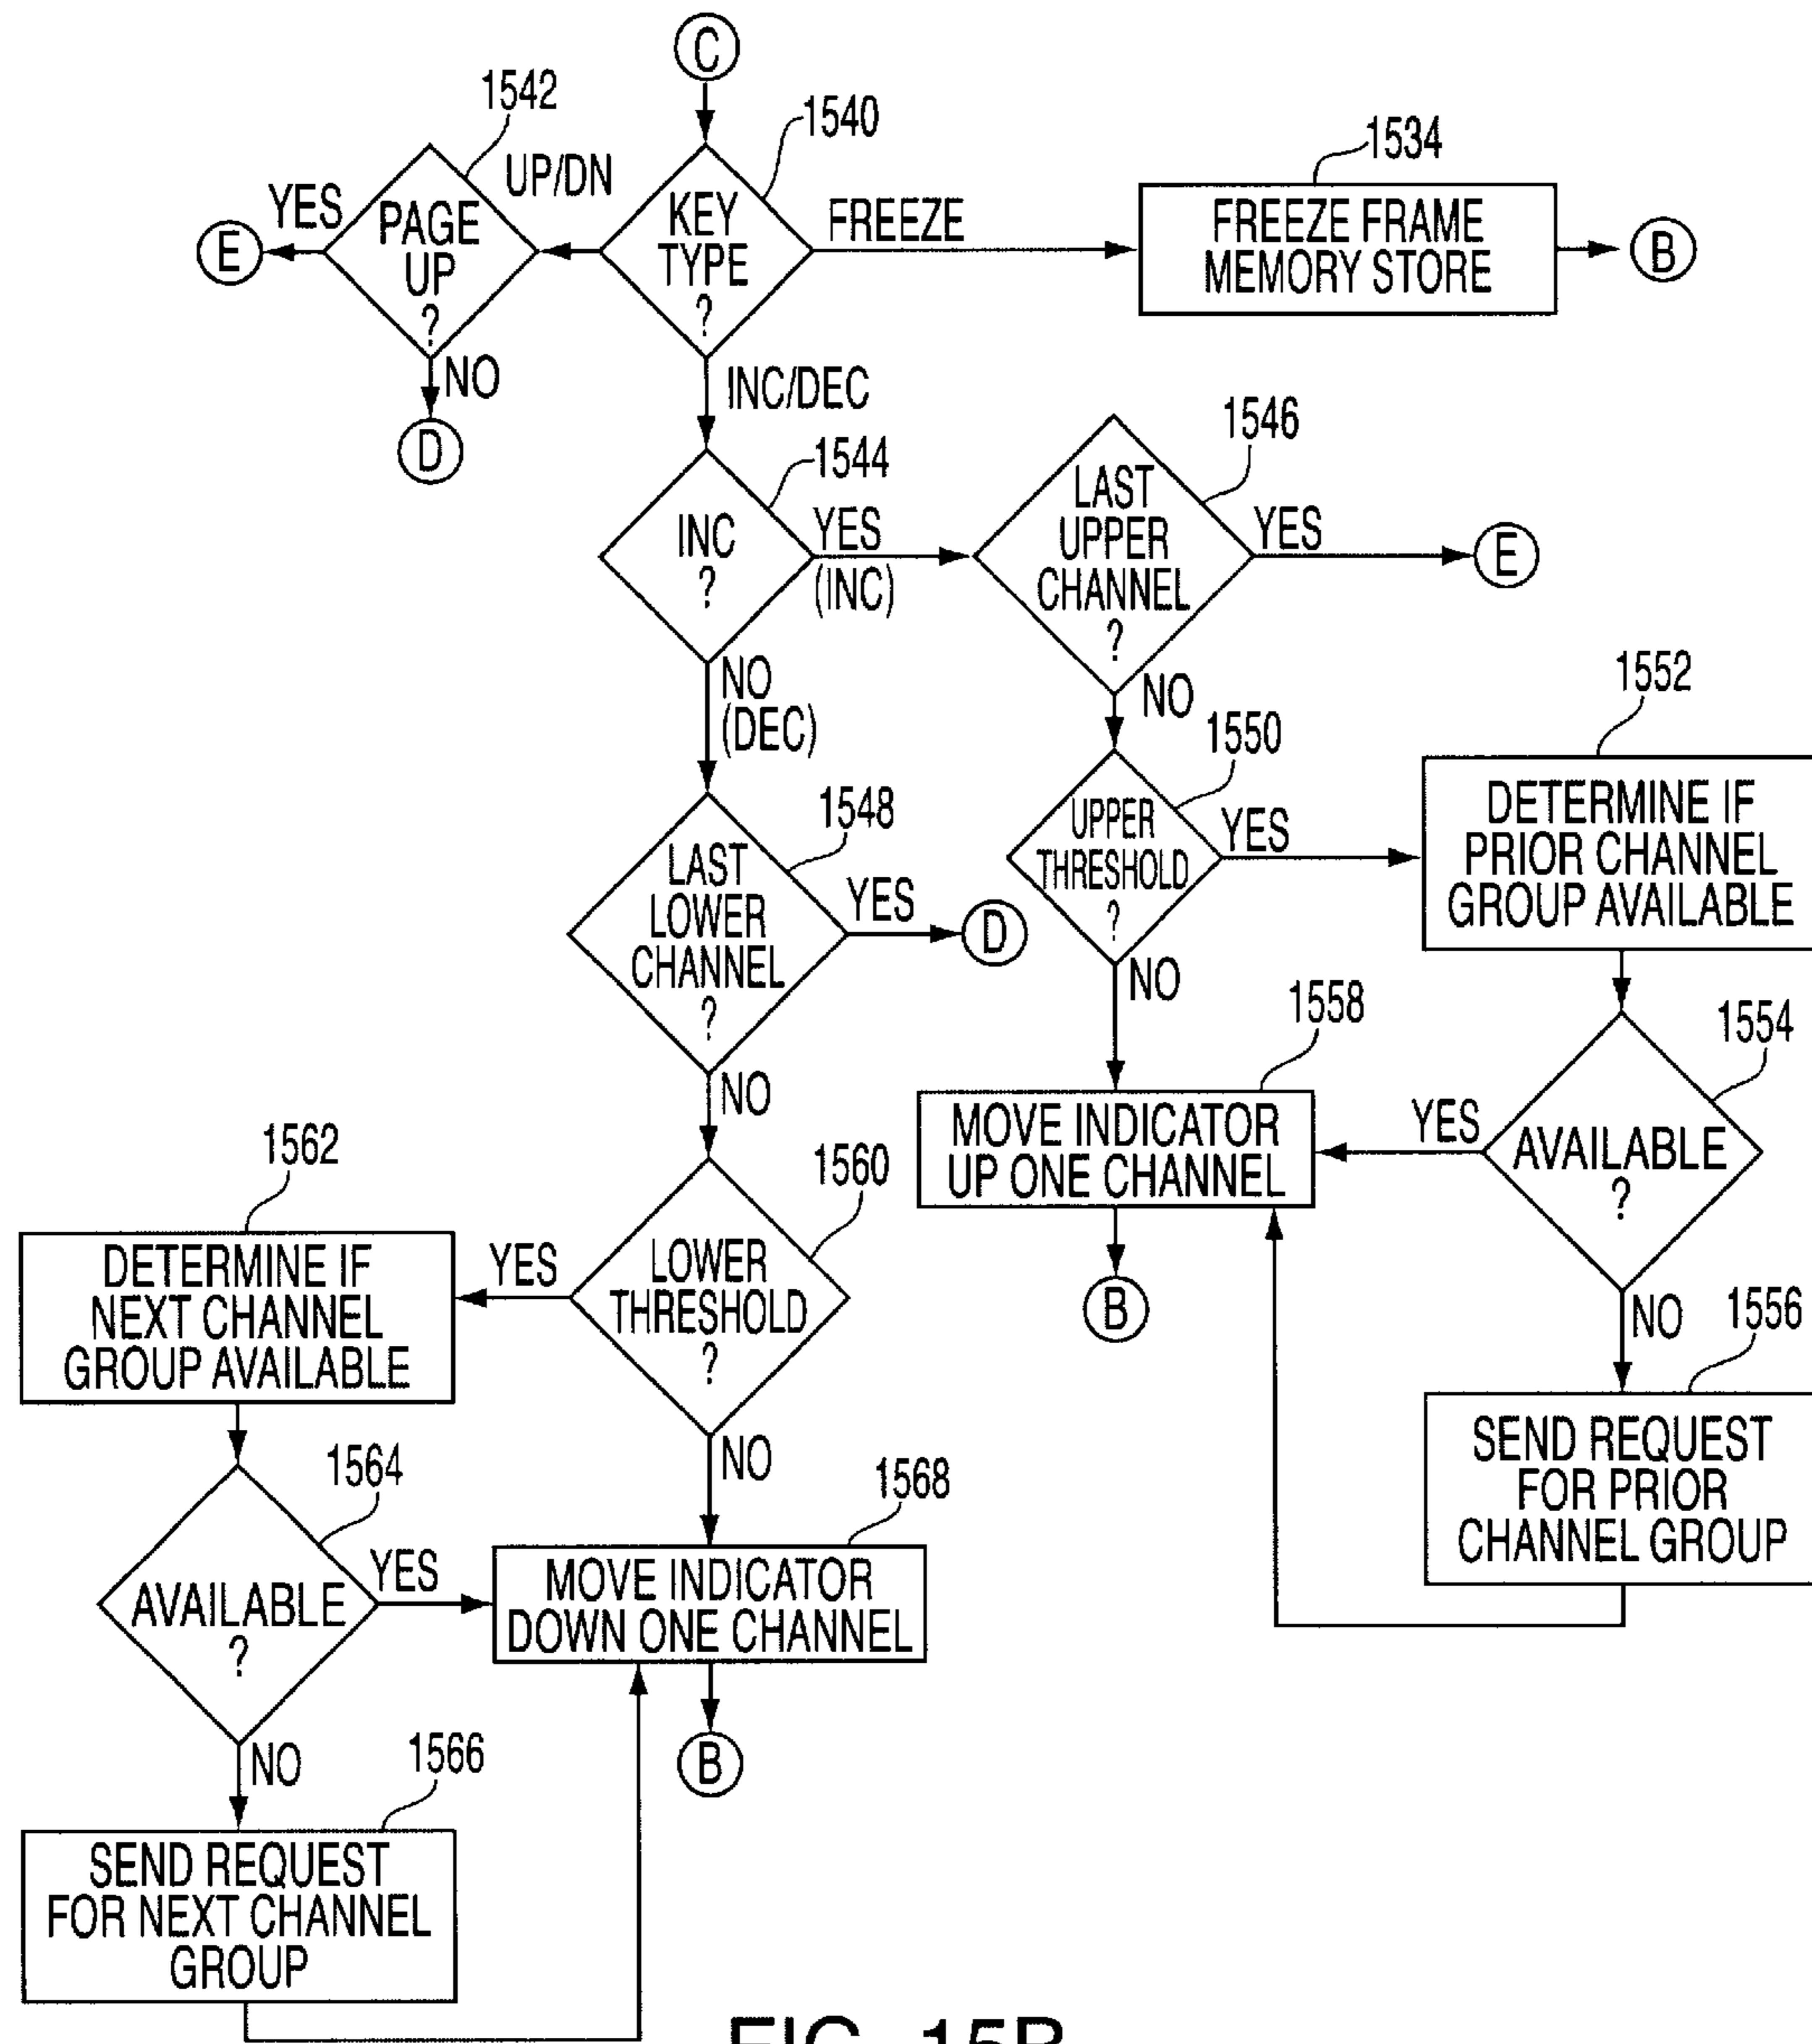 C
1542
1540
1534
UP/DN
YES
PAGE
UP
?
E
KEY
TYPE
?
FREEZE
FREEZE FRAME
MEMORY STORE
B
NO
D
INC/DEC
1544
1546
INC
?
YES
(INC)
LAST
UPPER
CHANNEL
?
YES
E
NO
(DEC)
NO
1552
1550
1548
UPPER
THRESHOLD
?
YES
DETERMINE IF
PRIOR CHANNEL
GROUP AVAILABLE
LAST
LOWER
CHANNEL
?
YES
D
NO
1558
1554
NO
MOVE INDICATOR
UP ONE CHANNEL
YES
AVAILABLE
?
1562
1560
DETERMINE IF
NEXT CHANNEL
GROUP AVAILABLE
YES
LOWER
THRESHOLD
?
B
NO
1556
1564
NO
1568
SEND REQUEST
FOR PRIOR
CHANNEL GROUP
AVAILABLE
?
YES
MOVE INDICATOR
DOWN ONE CHANNEL
NO
1566
B
SEND REQUEST
FOR NEXT CHANNEL
GROUP
FIG. 15B